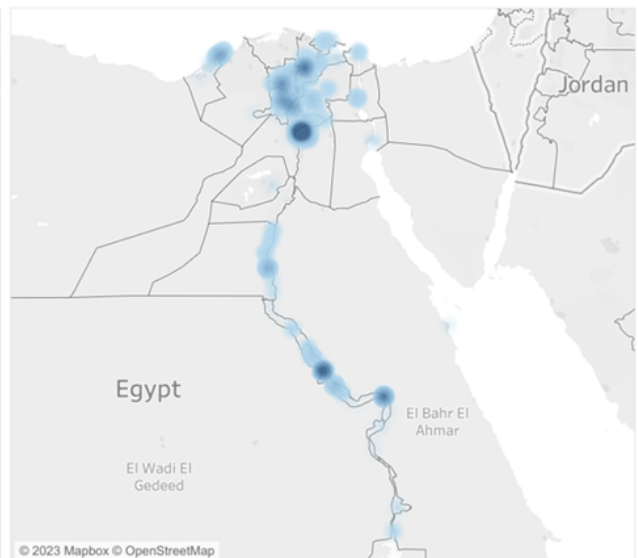 Jordan
Egypt
El Bahr El
Ahmar
El Wadi El
Gedeed
© 2023 Mapbox © OpenStreetMap